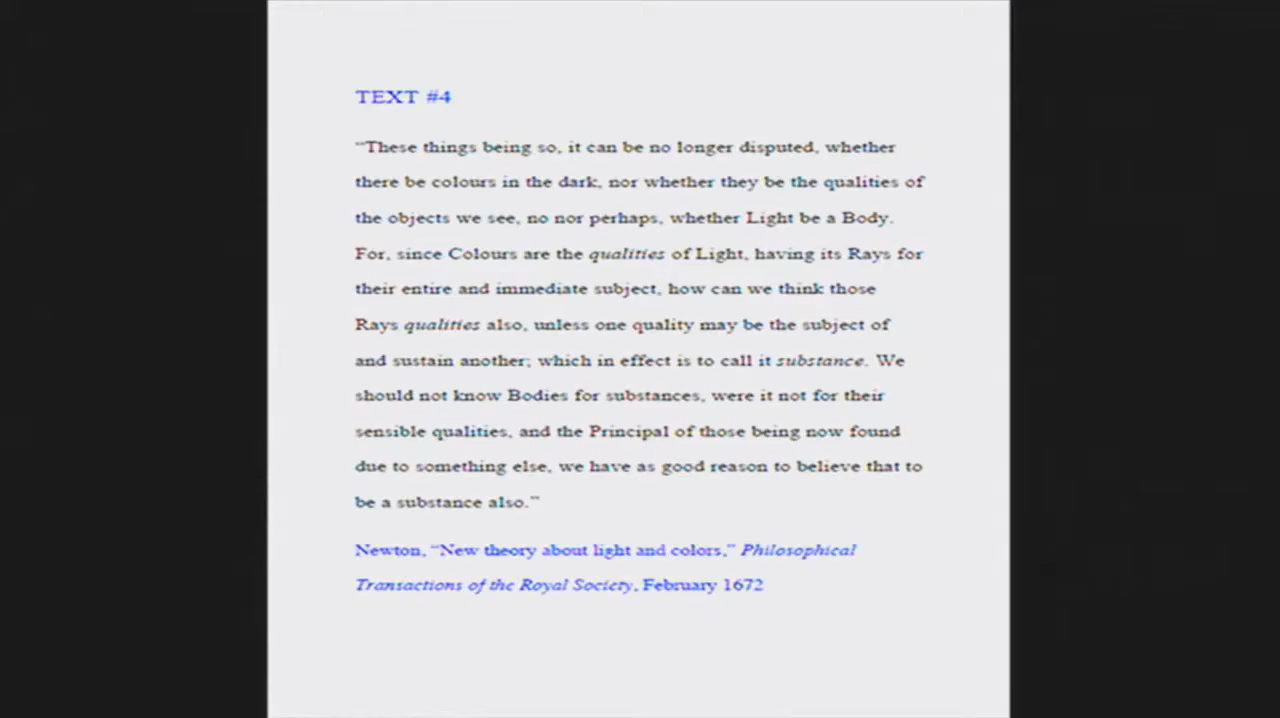 TEXT #4
“These things being so, it can be no longer disputed, whether
there be colours in the dark, nor whether they be the qualities of
the objects we see, no nor perhaps, whether Light be a Body.
For, since Colours are the qualities of Light, having its Rays for
their entire and immediate subject, how can we think those
Rays qualities also, unless one quality may be the subject of
and sustain another; which in effect is to call it substance. We
should not know Bodies for substances, were it not for their
sensible qualities, and the Principal of those being now found
due to something else, we have as good reason to believe that to
be a substance also.”
Newton, “New theory about light and colors,” Philosophical
Transactions of the Royal Society, February 1672